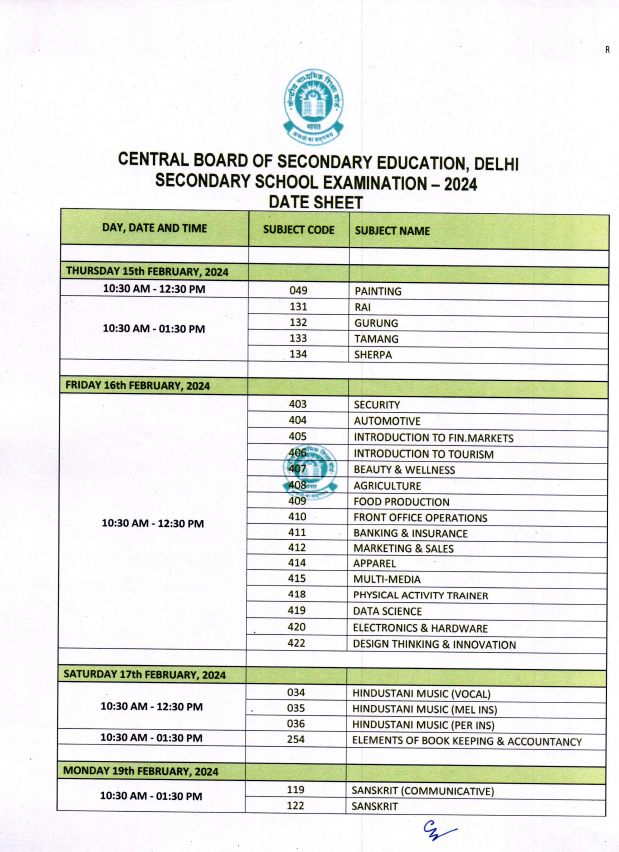 R
केन्द्रीय माध्यमिक शिक्षा बोर्ड
भारत
CENTRAL BOARD OF SECONDARY EDUCATION, DELHI
SECONDARY SCHOOL EXAMINATION – 2024
DATE SHEET
DAY, DATE AND TIME SUBJECT CODE SUBJECT NAME
THURSDAY 15th FEBRUARY, 2024
10:30 AM - 12:30 PM 049 PAINTING
131 RAI
10:30 AM - 01:30 PM 132 GURUNG
133 TAMANG
134 SHERPA
FRIDAY 16th FEBRUARY, 2024
403 SECURITY
404 AUTOMOTIVE
405 INTRODUCTION TO FIN.MARKETS
406 INTRODUCTION TO TOURISM
407 BEAUTY & WELLNESS
408 AGRICULTURE
409 FOOD PRODUCTION
10:30 AM - 12:30 PM 410 FRONT OFFICE OPERATIONS
411 BANKING & INSURANCE
412 MARKETING & SALES
414 APPAREL
415 MULTI-MEDIA
418 PHYSICAL ACTIVITY TRAINER
419 DATA SCIENCE
420 ELECTRONICS & HARDWARE
422 DESIGN THINKING & INNOVATION
SATURDAY 17th FEBRUARY, 2024
034 HINDUSTANI MUSIC (VOCAL)
10:30 AM - 12:30 PM 035 HINDUSTANI MUSIC (MEL INS)
036 HINDUSTANI MUSIC (PER INS)
10:30 AM - 01:30 PM 254 ELEMENTS OF BOOK KEEPING & ACCOUNTANCY
MONDAY 19th FEBRUARY, 2024
10:30 AM - 01:30 PM 119 SANSKRIT (COMMUNICATIVE)
122 SANSKRIT